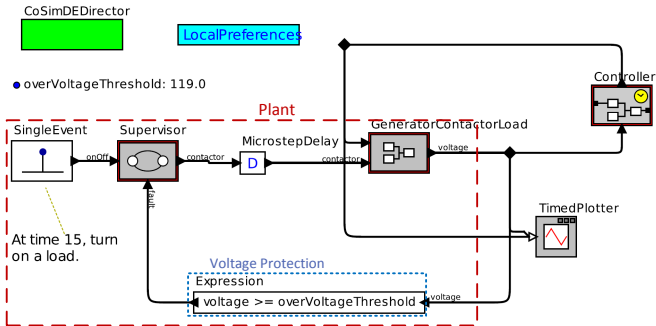 CoSimDEDirector
LocalPreferences
overVoltageThreshold: 119.0
Controller
Plant
SingleEvent
Supervisor
MicrostepDelay
GeneratorContactorLoad
onOff
contactor
D
contactor
voltage
fault
TimedPlotter
At time 15, turn
on a load.
Voltage Protection
Expression
voltage >= overVoltageThreshold
voltage